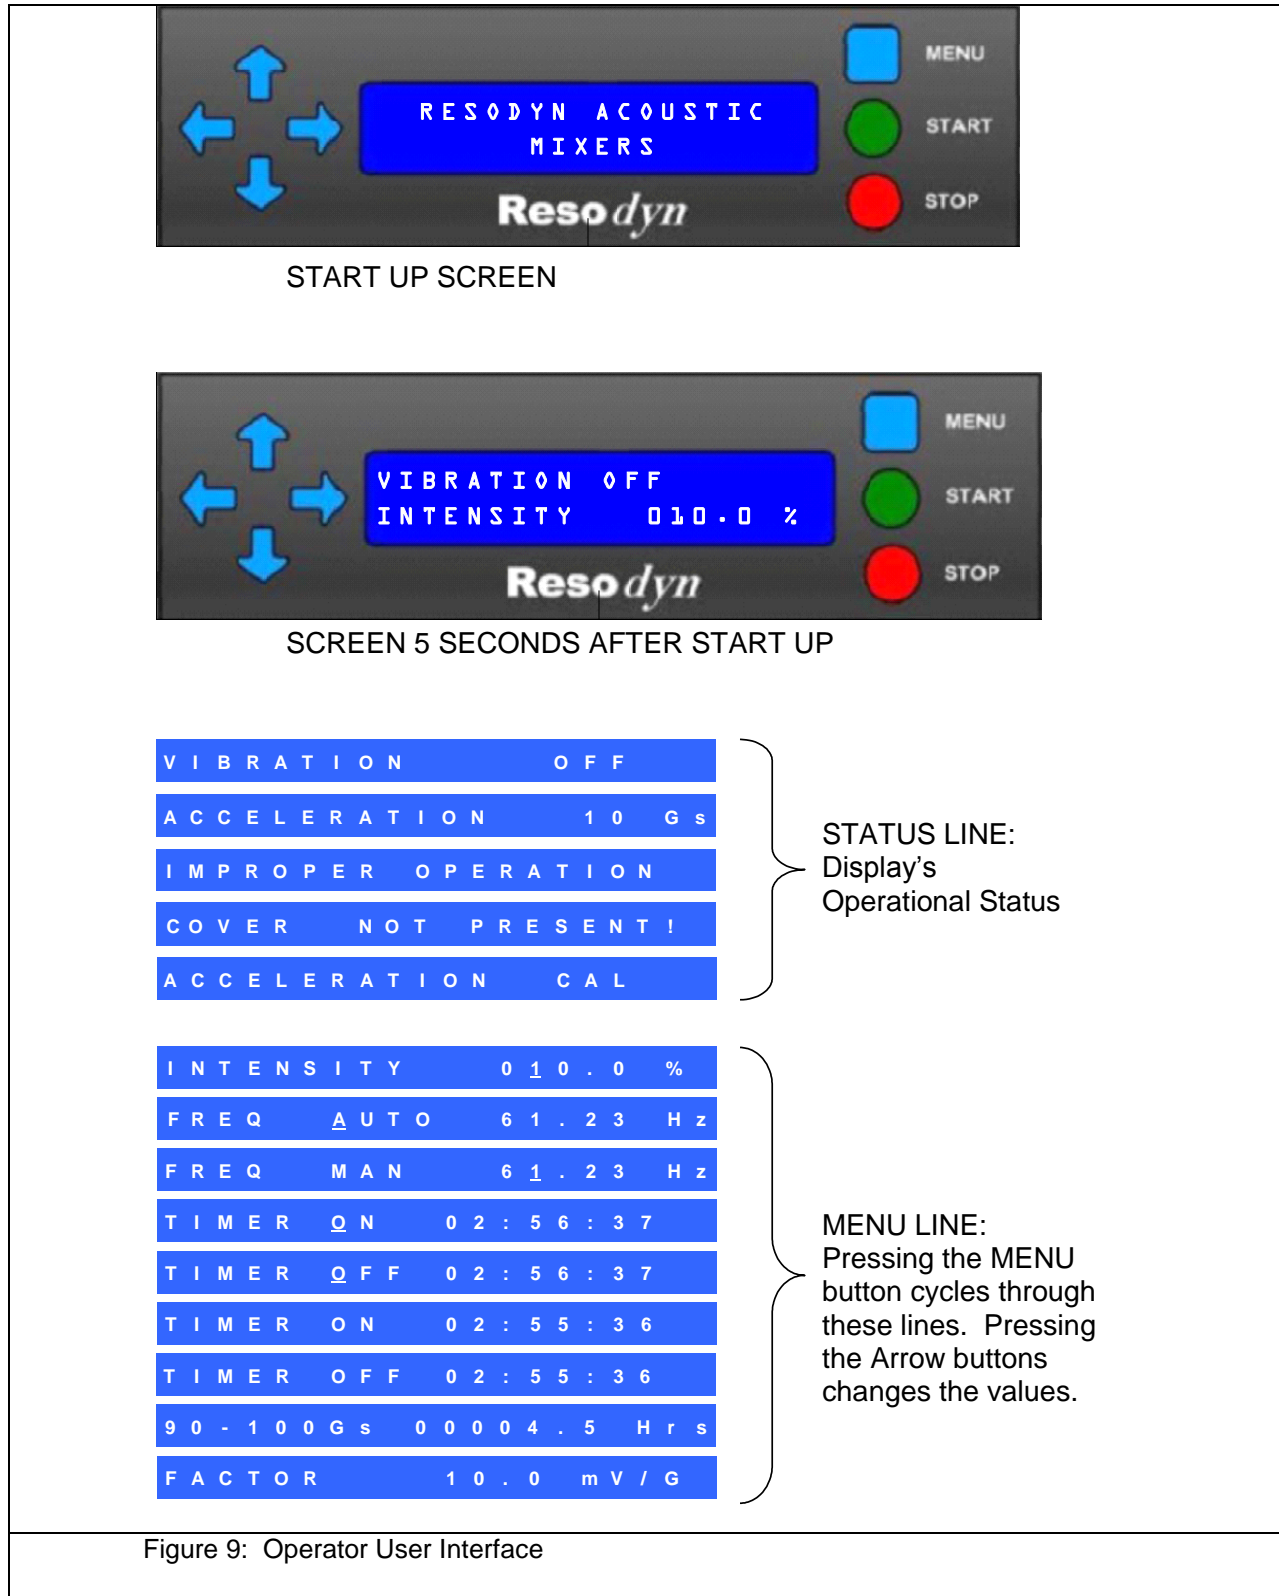 MENU
RESODYN ACOUSTIC
MIXERS
START
STOP
Resodyn
START UP SCREEN
MENU
VIBRATION OFF
INTENSITY 010.0 %
START
STOP
Resodyn
SCREEN 5 SECONDS AFTER START UP
VIBRATION OFF
ACCELERATION 10 Gs
IMPROPER OPERATION
COVER NOT PRESENT!
ACCELERATION CAL
STATUS LINE:
Display's
Operational Status
INTENSITY 010.0 %
FREQ AUTO 61.23 Hz
FREQ MAN 61.23 Hz
TIMER ON 02:56:37
TIMER OFF 02:56:37
TIMER ON 02:55:36
TIMER OFF 02:55:36
90-100Gs 00004.5 Hrs
FACTOR 10.0 mV/G
MENU LINE:
Pressing the MENU
button cycles through
these lines. Pressing
the Arrow buttons
changes the values.
Figure 9: Operator User Interface